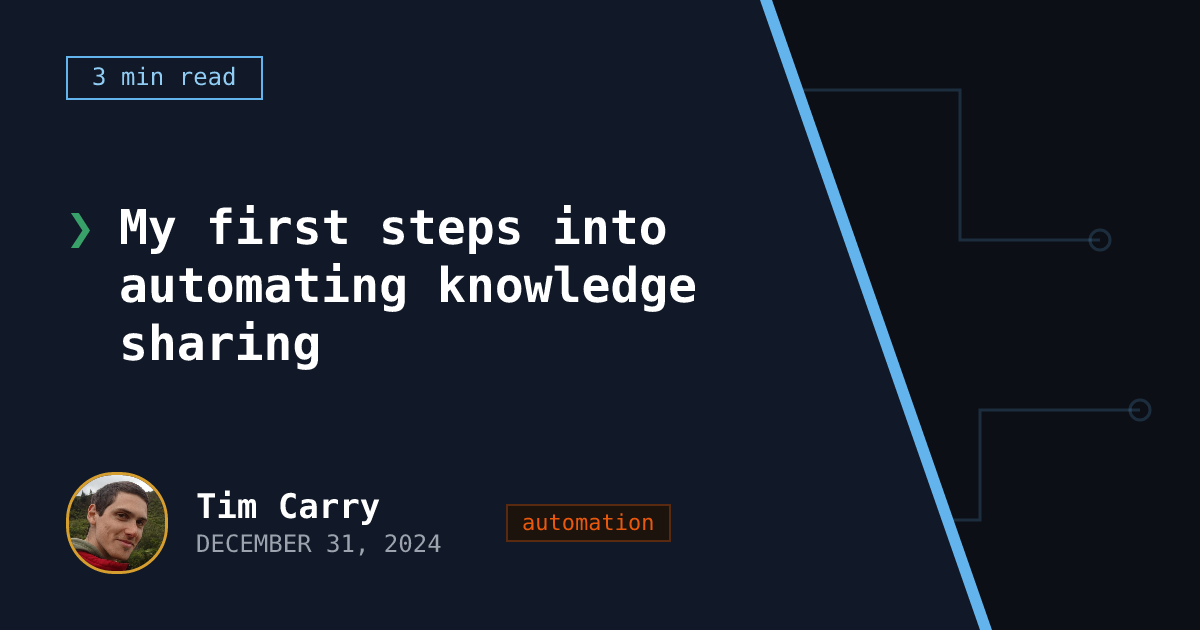 3 min read
❯ My first steps into
automating knowledge
sharing
Tim Carry
DECEMBER 31, 2024
automation